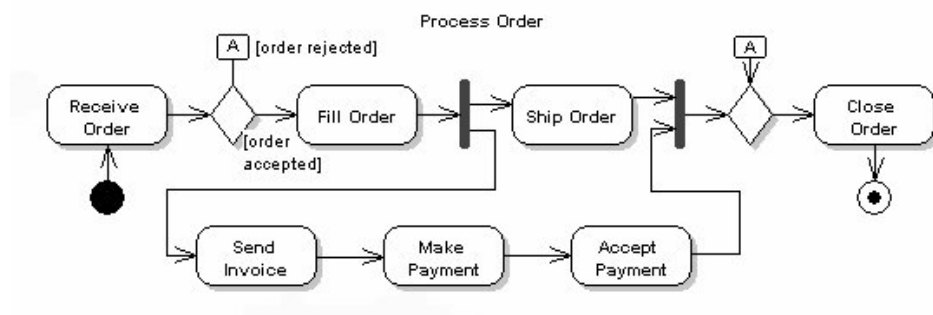 Process Order
A
[order rejected]
A
Receive
Order
Fill Order
Ship Order
Close
Order
[order
accepted]
Send
Invoice
Make
Payment
Accept
Payment